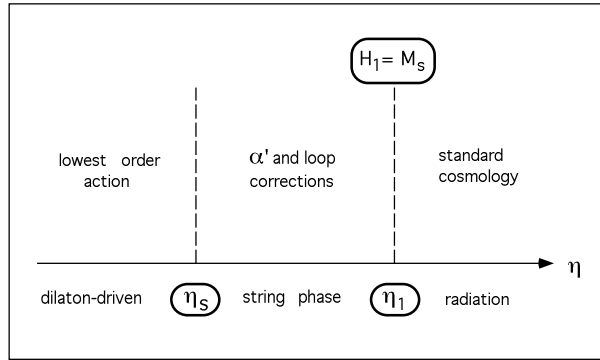 H₁= Mₛ
lowest order
action
α' and loop
corrections
standard
cosmology
η
dilaton-driven
ηₛ
string phase
η₁
radiation